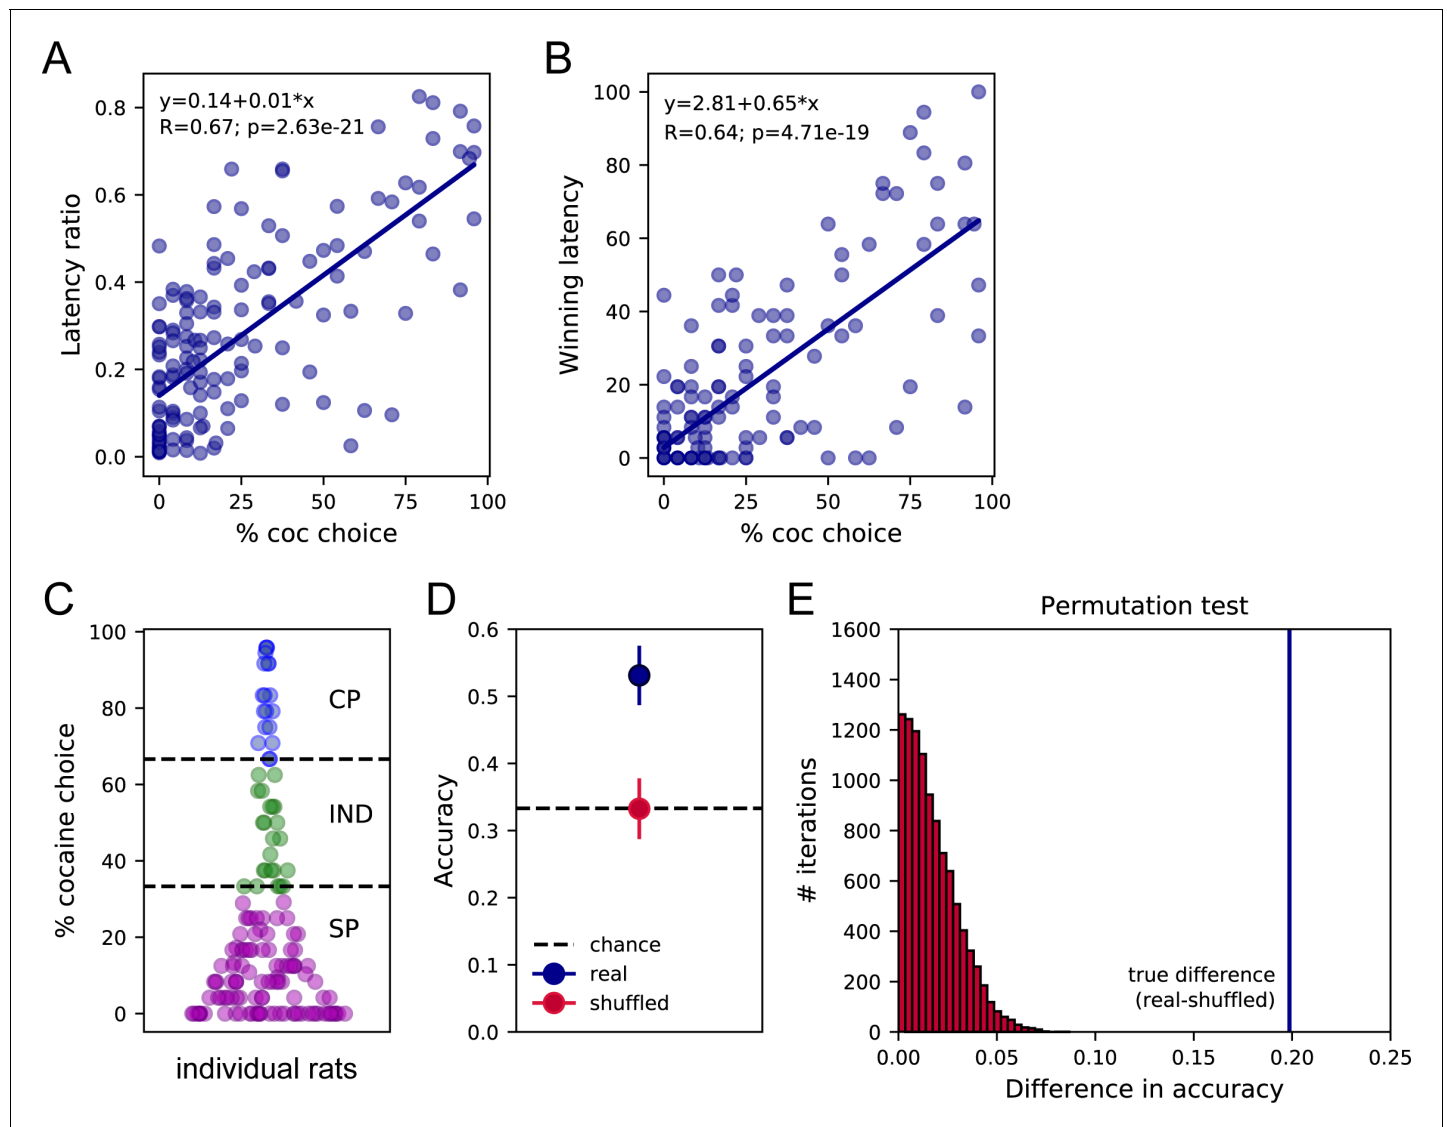 A
y=0.14+0.01*x
R=0.67; p=2.63e-21
Latency ratio
0.8
0.6
0.4
0.2
0.0
0 25 50 75 100
% coc choice
B
y=2.81+0.65*x
R=0.64; p=4.71e-19
Winning latency
100
80
60
40
20
0
0 25 50 75 100
% coc choice
C
% cocaine choice
100
80
60
40
20
0
CP
IND
SP
individual rats
D
Accuracy
0.6
0.5
0.4
0.3
0.2
0.1
0.0
chance
real
shuffled
E
Permutation test
# iterations
1600
1400
1200
1000
800
600
400
200
0
true difference
(real-shuffled)
0.00 0.05 0.10 0.15 0.20 0.25
Difference in accuracy